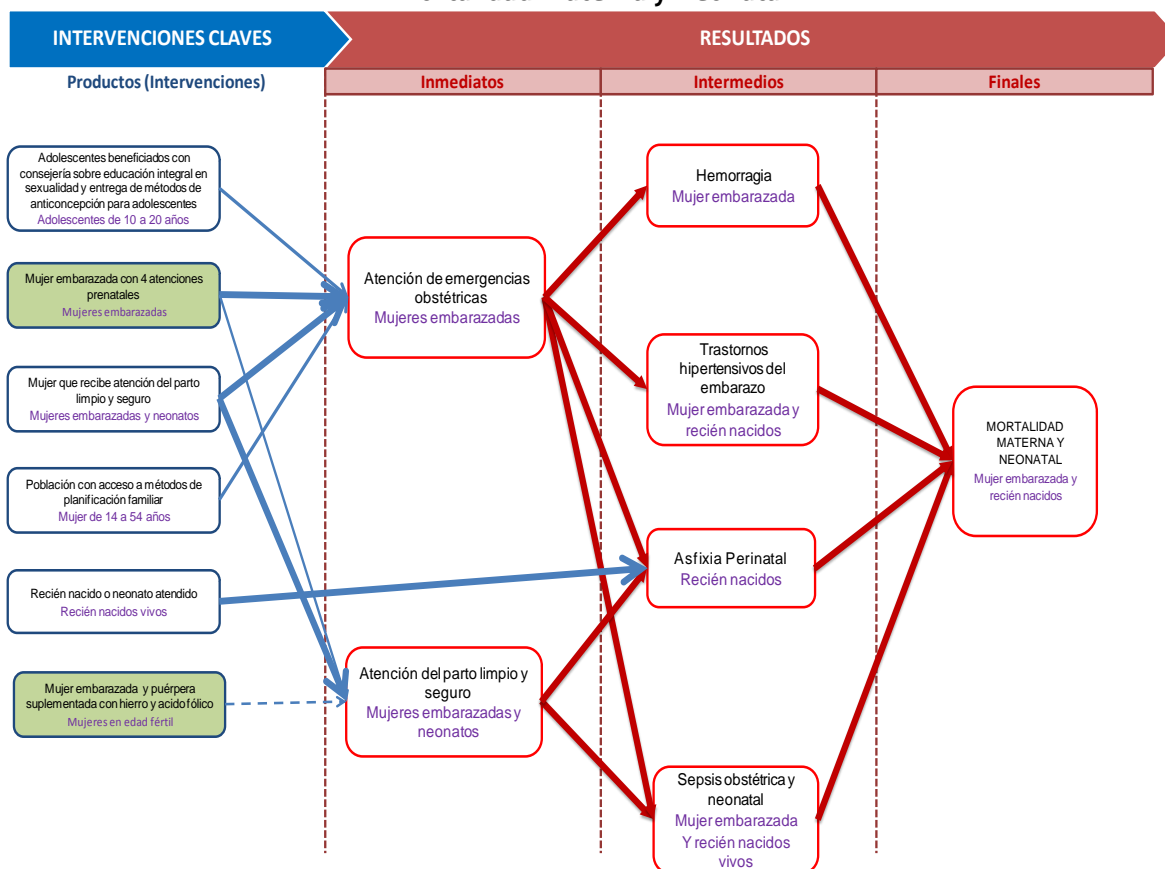 INTERVENCIONES CLAVES
RESULTADOS
Productos (Intervenciones)
Inmediatos
Intermedios
Finales
Adolescentes beneficiados con
consejería sobre educación integral en
sexualidad y entrega de métodos de
anticoncepción para adolescentes
Adolescentes de 10 a 20 años
Mujer embarazada con 4 atenciones
prenatales
Mujeres embarazadas
Mujer que recibe atención del parto
limpio y seguro
Mujeres embarazadas y neonatos
Población con acceso a métodos de
planificación familiar
Mujer de 14 a 54 años
Recién nacido o neonato atendido
Recién nacidos vivos
Mujer embarazada y puérpera
suplementada con hierro y acido fólico
Mujeres en edad fértil
Atención de emergencias
obstétricas
Mujeres embarazadas
Atención del parto limpio y
seguro
Mujeres embarazadas y
neonatos
Hemorragia
Mujer embarazada
Trastornos
hipertensivos del
embarazo
Mujer embarazada y
recién nacidos
Asfixia Perinatal
Recién nacidos
Sepsis obstétrica y
neonatal
Mujer embarazada
Y recién nacidos
vivos
MORTALIDAD
MATERNA Y
NEONATAL
Mujer embarazada y
recién nacidos